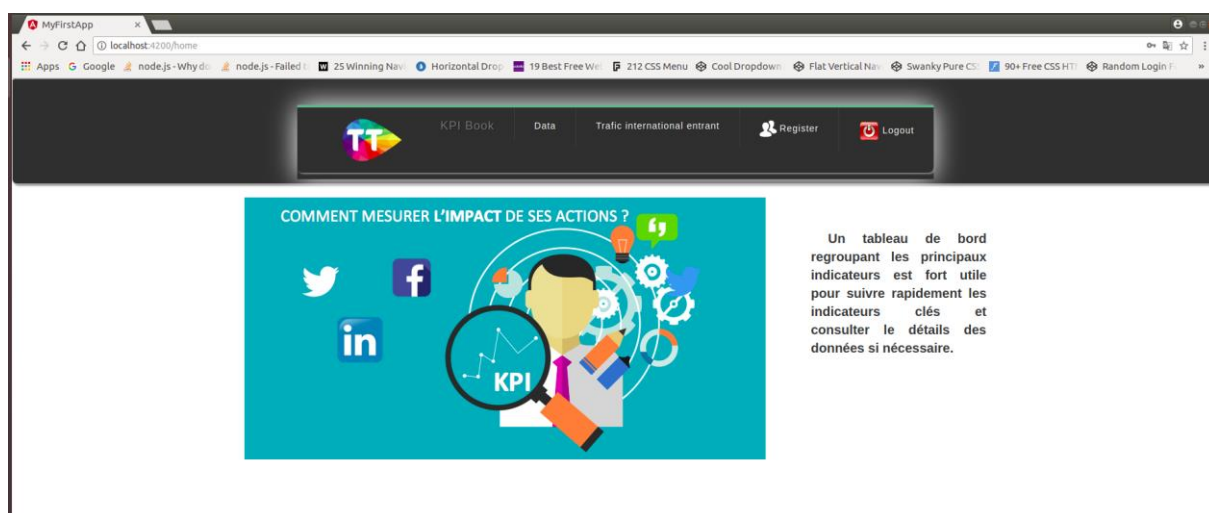 MyFirstApp
localhost:4200/home
Apps Google node.js - Why do node.js - Failed 25 Winning Nav Horizontal Drop 19 Best Free We 212 CSS Menu Cool Dropdown Flat Vertical Na Swanky Pure CS 90+ Free CSS HT Random Login
TT KPI Book Data Trafic international entrant Register Logout
COMMENT MESURER L'IMPACT DE SES ACTIONS ?
in
KPI
Un tableau de bord
regroupant les principaux
indicateurs est fort utile
pour suivre rapidement les
indicateurs clés et
consulter le détails des
données si nécessaire.